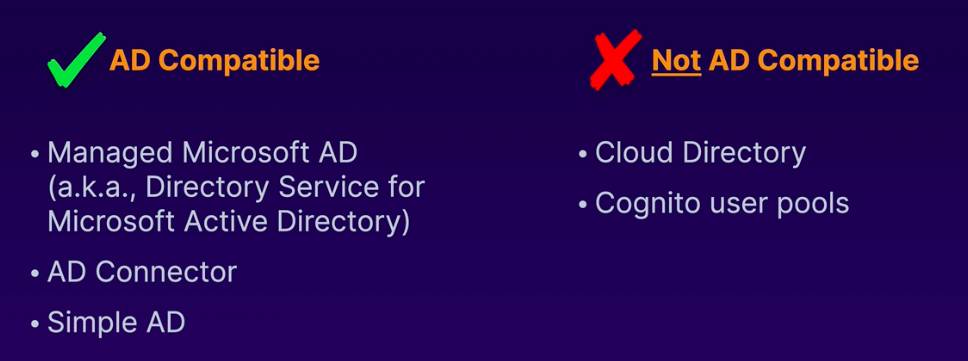 AD Compatible
• Managed Microsoft AD
(a.k.a., Directory Service for
Microsoft Active Directory)
• AD Connector
• Simple AD
Not AD Compatible
• Cloud Directory
• Cognito user pools